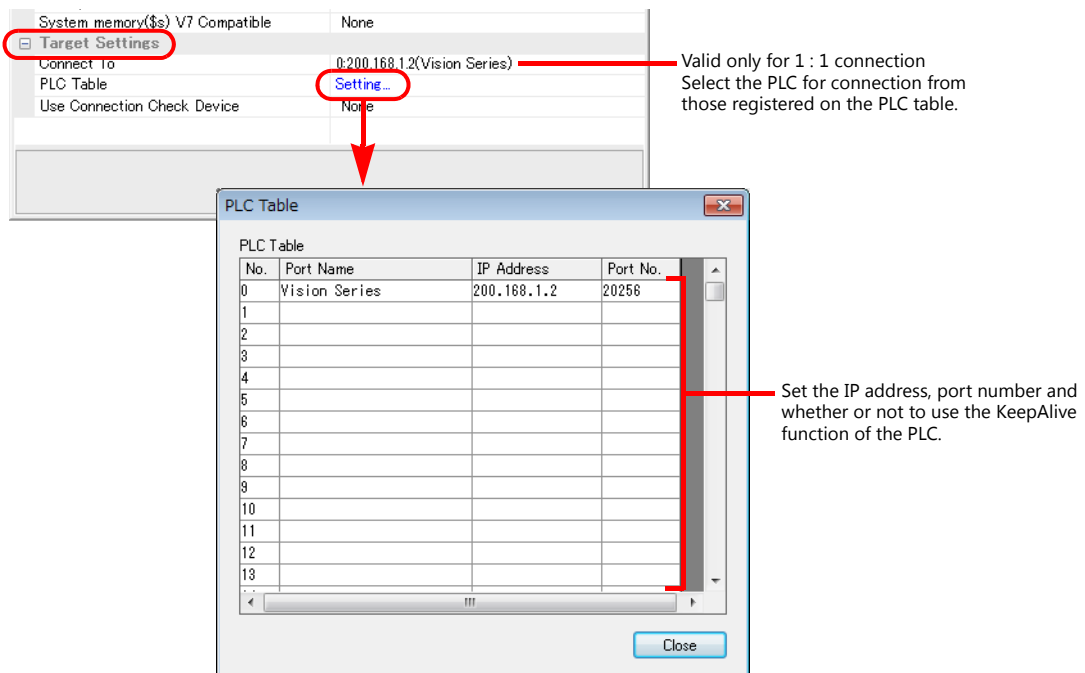 System memory($s) V7 Compatible None
Target Settings
Connect To 0:200.168.1.2(Vision Series)
PLC Table Setting...
Use Connection Check Device None
Valid only for 1 : 1 connection
Select the PLC for connection from
those registered on the PLC table.
PLC Table
PLC Table
No. Port Name IP Address Port No.
0 Vision Series 200.168.1.2 20256
1
2
3
4
5
6
7
8
9
10
11
12
13
Set the IP address, port number and
whether or not to use the KeepAlive
function of the PLC.
Close